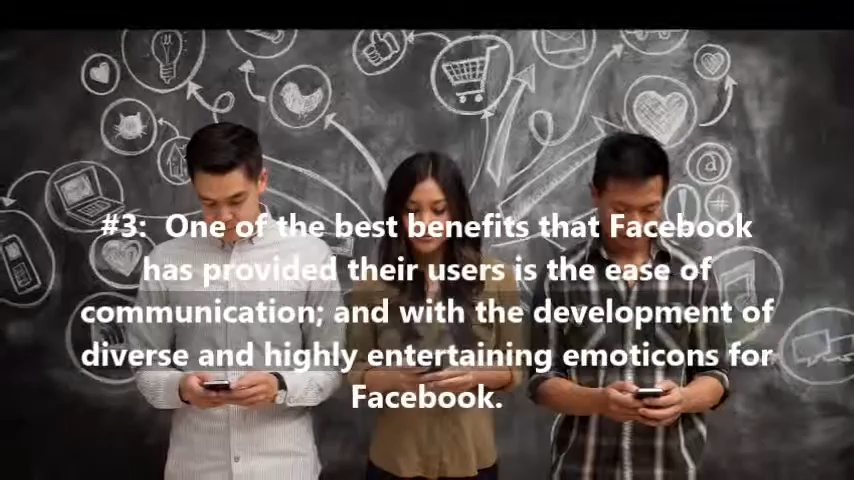 #3:  One of the best benefits that Facebook
has provided their users is the ease of
communication; and with the development of
diverse and highly entertaining emoticons for
Facebook.